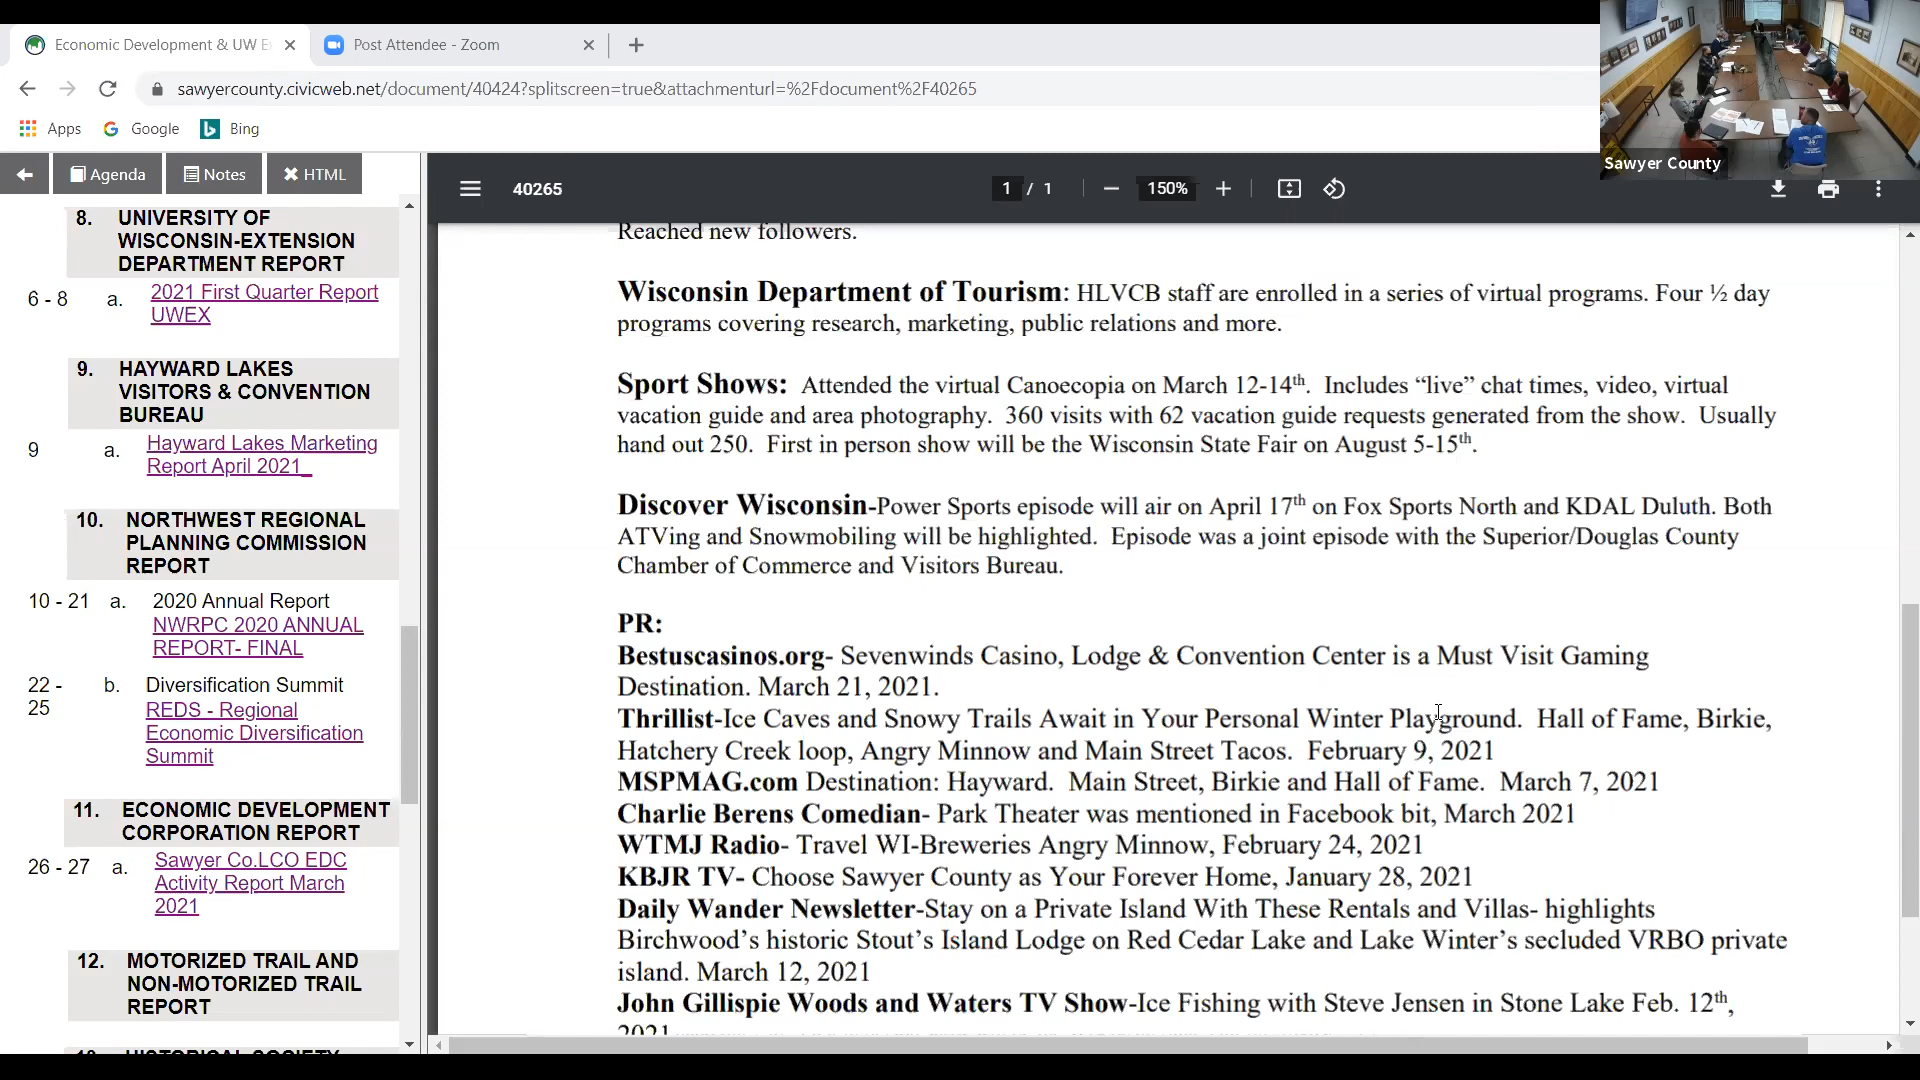 Economic Development & UW E
Post Attendee - Zoom
sawyercounty.civicweb.net/document/40424?splitscreen=true&attachmenturl=%2Fdocument%2F40265
Apps
Google
Bing
Sawyer County
Agenda
Notes
HTML
40265
1 / 1
150%
8. UNIVERSITY OF
WISCONSIN-EXTENSION
DEPARTMENT REPORT
6 - 8 a. 2021 First Quarter Report
UWEX
9. HAYWARD LAKES
VISITORS & CONVENTION
BUREAU
9 a. Hayward Lakes Marketing
Report April 2021_
10. NORTHWEST REGIONAL
PLANNING COMMISSION
REPORT
10 - 21 a. 2020 Annual Report
NWRPC 2020 ANNUAL
REPORT- FINAL
22 - b. Diversification Summit
25 REDS - Regional
Economic Diversification
Summit
11. ECONOMIC DEVELOPMENT
CORPORATION REPORT
26 - 27 a. Sawyer Co.LCO EDC
Activity Report March
2021
12. MOTORIZED TRAIL AND
NON-MOTORIZED TRAIL
REPORT
HISTORICAL SOCIETY
Reached new followers.
Wisconsin Department of Tourism: HLVCB staff are enrolled in a series of virtual programs. Four ½ day
programs covering research, marketing, public relations and more.
Sport Shows: Attended the virtual Canoecopia on March 12-14th. Includes “live” chat times, video, virtual
vacation guide and area photography. 360 visits with 62 vacation guide requests generated from the show. Usually
hand out 250. First in person show will be the Wisconsin State Fair on August 5-15th.
Discover Wisconsin-Power Sports episode will air on April 17th on Fox Sports North and KDAL Duluth. Both
ATVing and Snowmobiling will be highlighted. Episode was a joint episode with the Superior/Douglas County
Chamber of Commerce and Visitors Bureau.
PR:
Bestuscasinos.org- Sevenwinds Casino, Lodge & Convention Center is a Must Visit Gaming
Destination. March 21, 2021.
Thrillist-Ice Caves and Snowy Trails Await in Your Personal Winter Playground. Hall of Fame, Birkie,
Hatchery Creek loop, Angry Minnow and Main Street Tacos. February 9, 2021
MSPMAG.com Destination: Hayward. Main Street, Birkie and Hall of Fame. March 7, 2021
Charlie Berens Comedian- Park Theater was mentioned in Facebook bit, March 2021
WTMJ Radio- Travel WI-Breweries Angry Minnow, February 24, 2021
KBJR TV- Choose Sawyer County as Your Forever Home, January 28, 2021
Daily Wander Newsletter-Stay on a Private Island With These Rentals and Villas- highlights
Birchwood’s historic Stout’s Island Lodge on Red Cedar Lake and Lake Winter’s secluded VRBO private
island. March 12, 2021
John Gillispie Woods and Waters TV Show-Ice Fishing with Steve Jensen in Stone Lake Feb. 12th,
2021